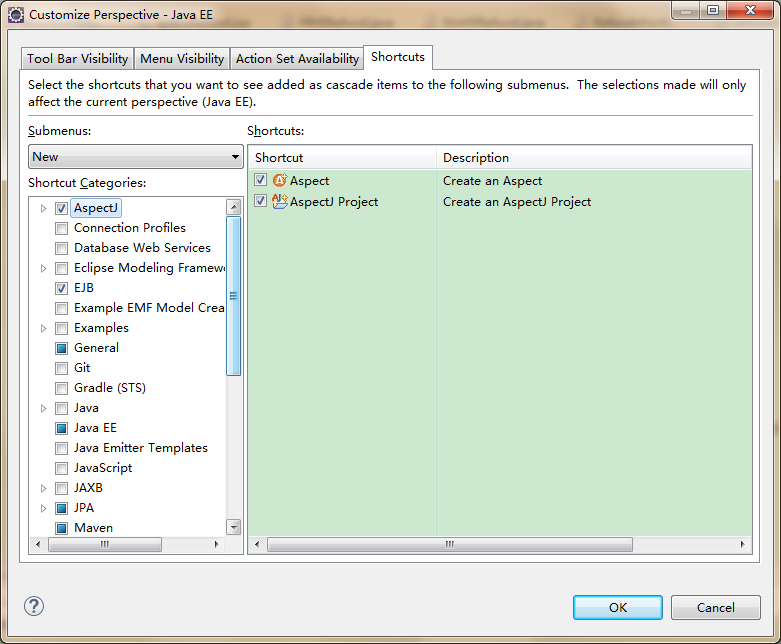 Customize Perspective - Java EE
Tool Bar Visibility Menu Visibility Action Set Availability Shortcuts
Select the shortcuts that you want to see added as cascade items to the following submenus. The selections made will only
affect the current perspective (Java EE).
Submenus:
New
Shortcut Categories:
AspectJ
Connection Profiles
Database Web Services
Eclipse Modeling Framew
EJB
Example EMF Model Crea
Examples
General
Git
Gradle (STS)
Java
Java EE
Java Emitter Templates
JavaScript
JAXB
JPA
Maven
Shortcuts:
Shortcut Description
Aspect Create an Aspect
AspectJ Project Create an AspectJ Project
OK Cancel